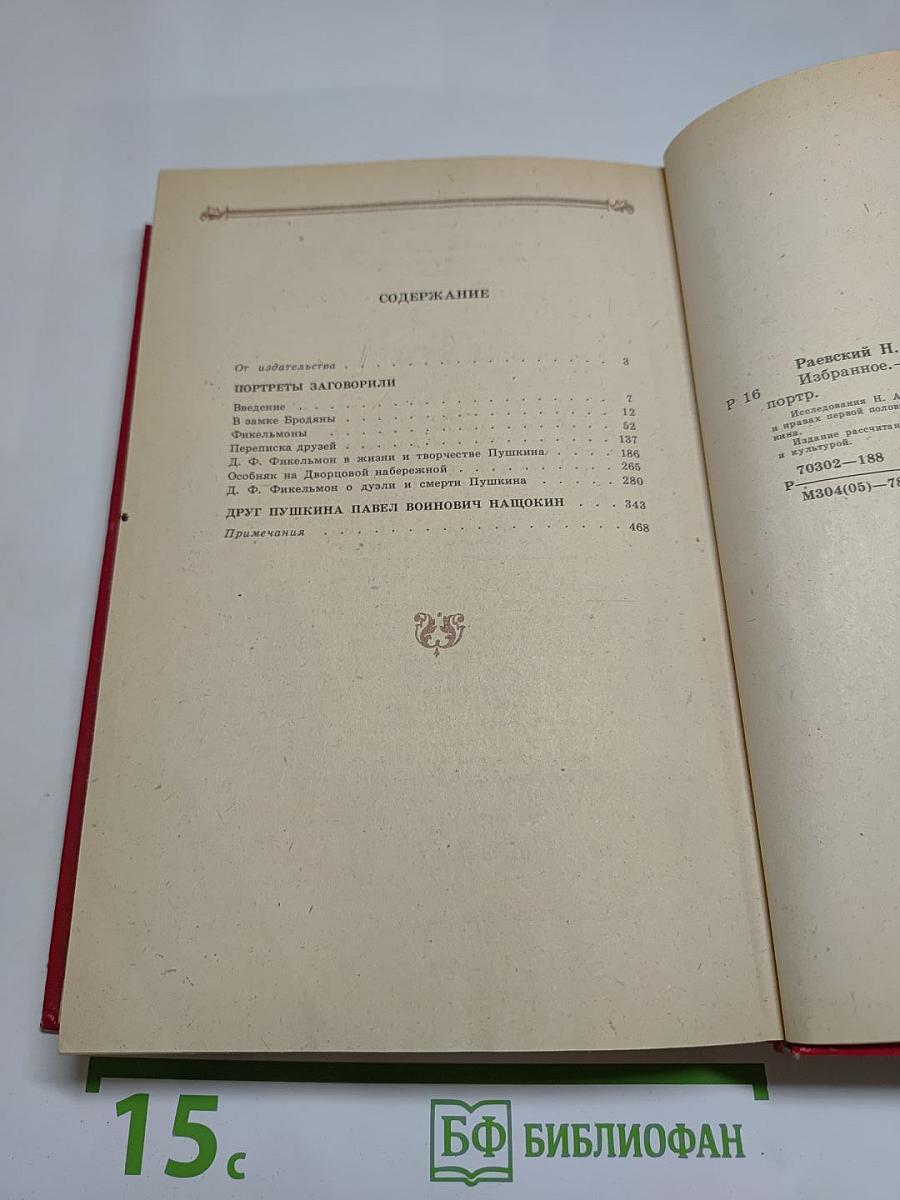 СОДЕРЖАНИЕ
От издательства . . . . . . . . . . . . . . . 3
ПОРТРЕТЫ ЗАГОВОРИЛИ
Введение . . . . . . . . . . . . . . . . . 7
В замке Бродяны . . . . . . . . . . . . . . . 12
Фикельмоны . . . . . . . . . . . . . . . . 52
Переписка друзей . . . . . . . . . . . . . . . 137
Д. Ф. Фикельмон в жизни и творчестве Пушкина . . . . . 186
Особняк на Дворцовой набережной . . . . . . . . . 265
Д. Ф. Фикельмон о дуэли и смерти Пушкина . . . . . . 280
ДРУГ ПУШКИНА ПАВЕЛ ВОИНОВИЧ НАЩОКИН . . . 343
Примечания . . . . . . . . . . . . . . . . 468
Раевский Н.
Р 16 Избранное.—
портр.
Исследования Н. А
и нравах первой полов
кина.
Издание рассчитан
и культурой.
70302—188
Р
М304(05)—78
15 с
БФ БИБЛИОФАН